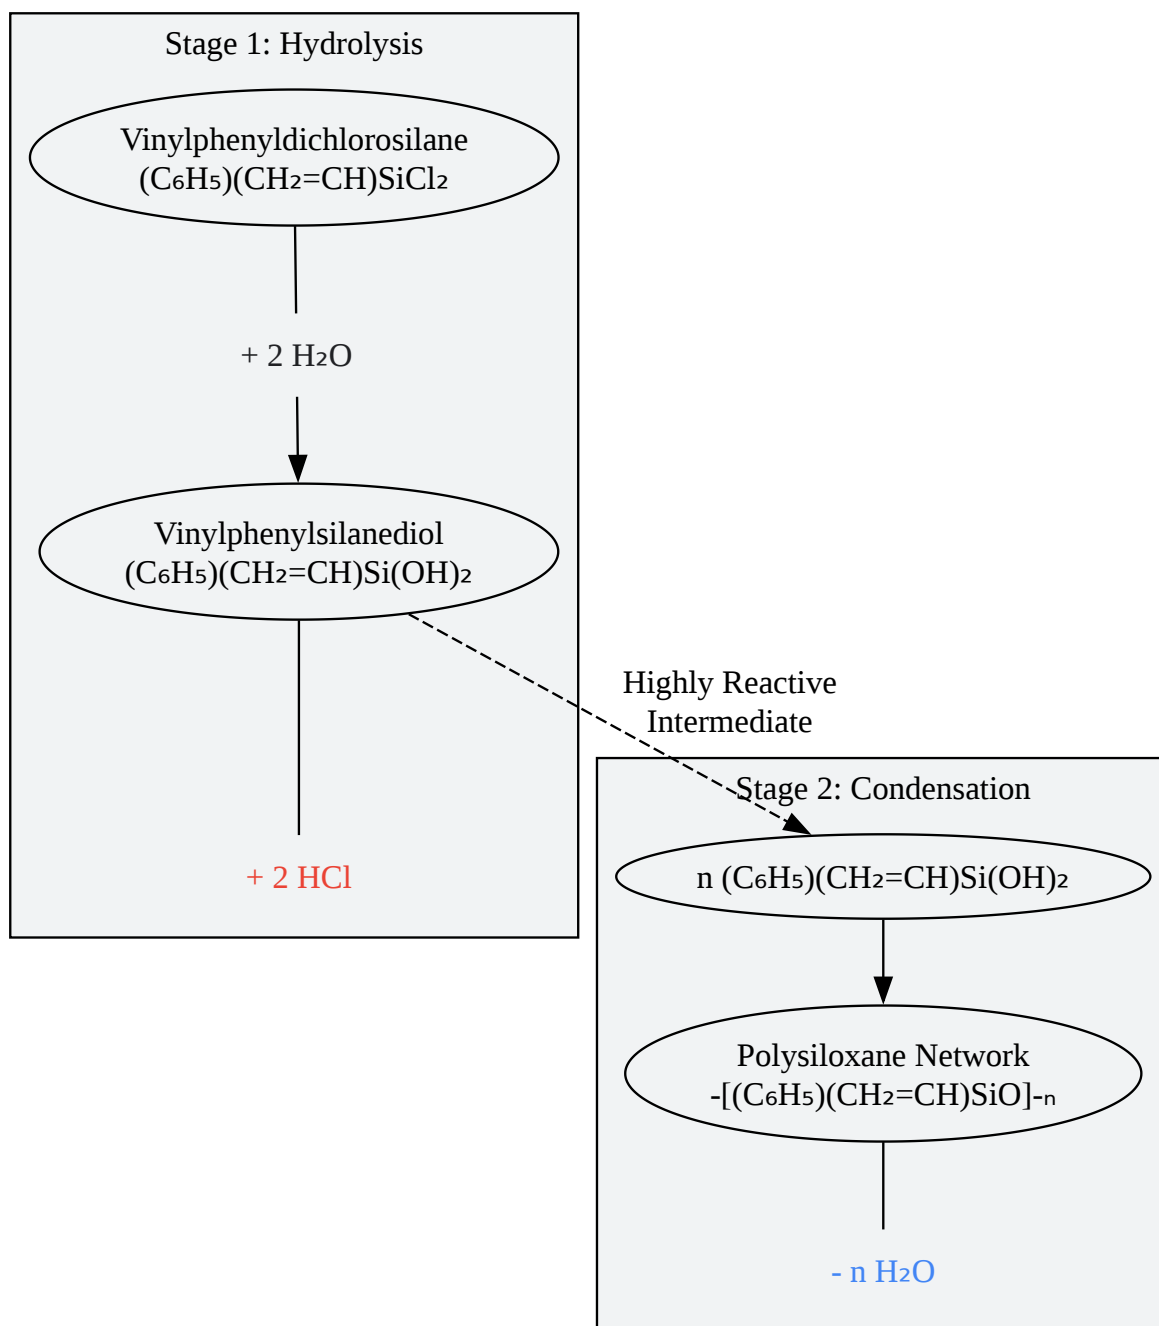 Stage 1: Hydrolysis
Vinylphenyldichlorosilane
(C₆H₅)(CH₂=CH)SiCl₂
+ 2 H₂O
Vinylphenylsilanediol
(C₆H₅)(CH₂=CH)Si(OH)₂
+ 2 HCl
Highly Reactive
Intermediate
Stage 2: Condensation
n (C₆H₅)(CH₂=CH)Si(OH)₂
Polysiloxane Network
-[(C₆H₅)(CH₂=CH)SiO]-ₙ
- n H₂O